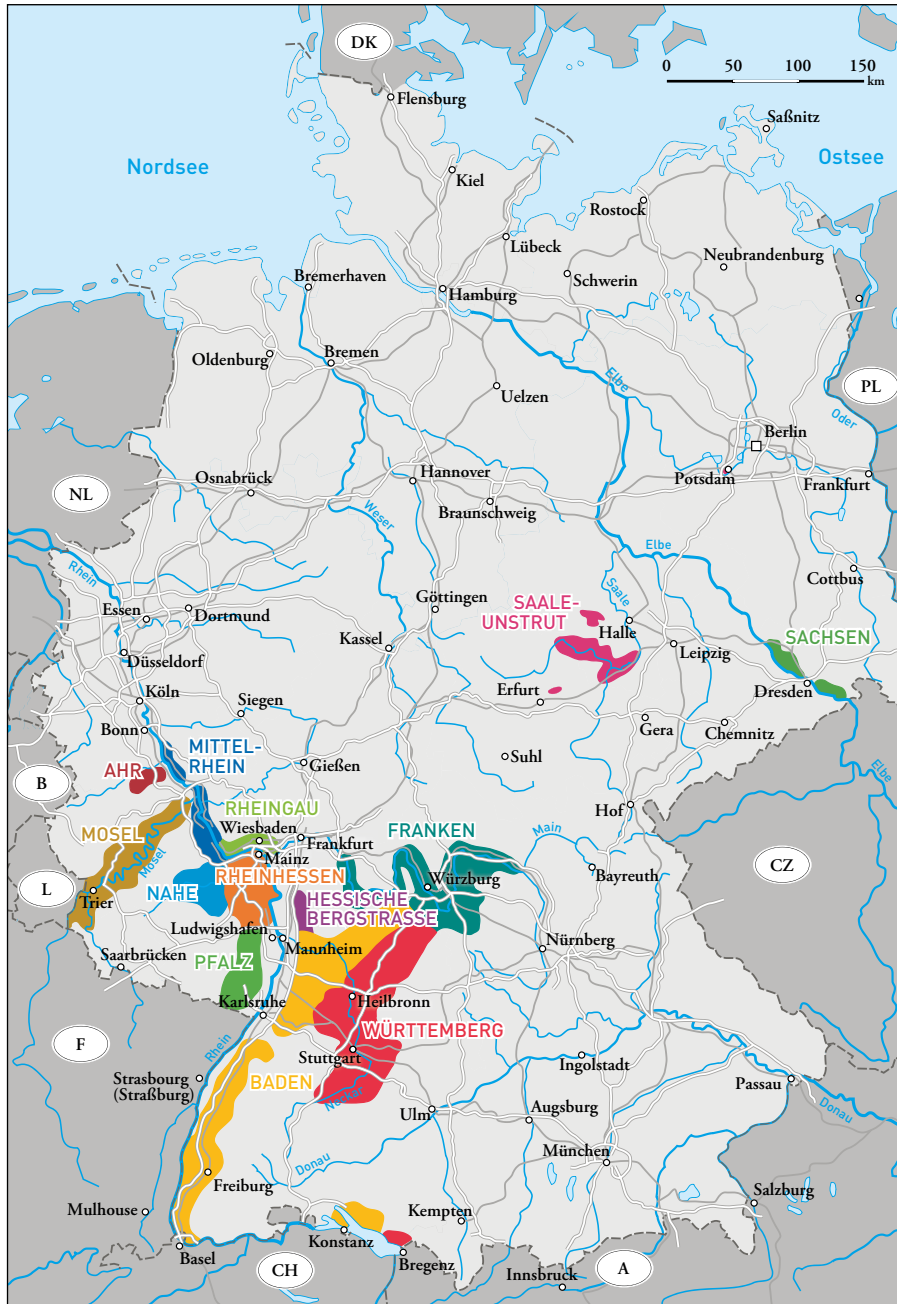 DK
0 50 100 150
km
Flensburg
Saßnitz
Nordsee
Ostsee
Kiel
Rostock
Lübeck
Neubrandenburg
Bremerhaven
Schwerin
Hamburg
Oldenburg
Bremen
Elbe
PL
Uelzen
Oder
Berlin
Hannover
Potsdam
Frankfurt
NL
Osnabrück
Braunschweig
Weser
Elbe
Rhein
Cottbus
Göttingen
SAALE-
UNSTRUT
Saale
Essen
Dortmund
Halle
Kassel
Leipzig
SACHSEN
Düsseldorf
Köln
Siegen
Erfurt
Dresden
Bonn
Gera
Chemnitz
MITTEL-
RHEIN
Suhl
Gießen
AHR
B
Elbe
RHEINGAU
Hof
MOSEL
Wiesbaden
Frankfurt
FRANKEN
Main
Mosel
Mainz
CZ
RHEINHESSEN
Bayreuth
L
Trier
NAHE
Würzburg
HESSISCHE
BERGSTRASSE
Ludwigshafen
Mannheim
Nürnberg
Saarbrücken
PFALZ
Karlsruhe
Heilbronn
F
Rhein
WÜRTTEMBERG
Stuttgart
Ingolstadt
Strasbourg
(Straßburg)
BADEN
Passau
Neckar
Ulm
Augsburg
Donau
München
Donau
Freiburg
Salzburg
Mulhouse
Kempten
Konstanz
Basel
Bregenz
CH
A
Innsbruck